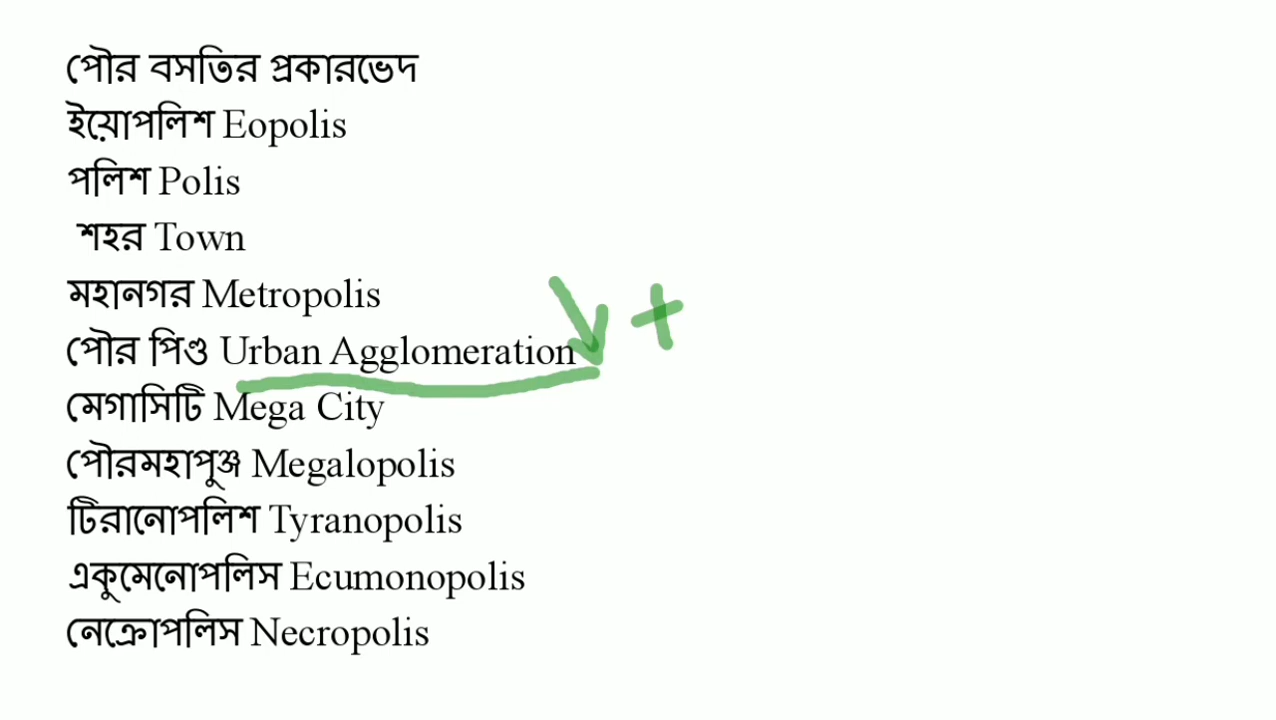 পৌর বসতির প্রকারভেদ
ইয়োপলিশ Eopolis
পলিশ Polis
শহর Town
মহানগর Metropolis
পৌর পিণ্ড Urban Agglomeration +
মেগাসিটি Mega City
পৌরমহাপুঞ্জ Megalopolis
টিরানোপলিশ Tyranopolis
একুমেনোপলিস Ecumonopolis
নেক্রোপলিস Necropolis